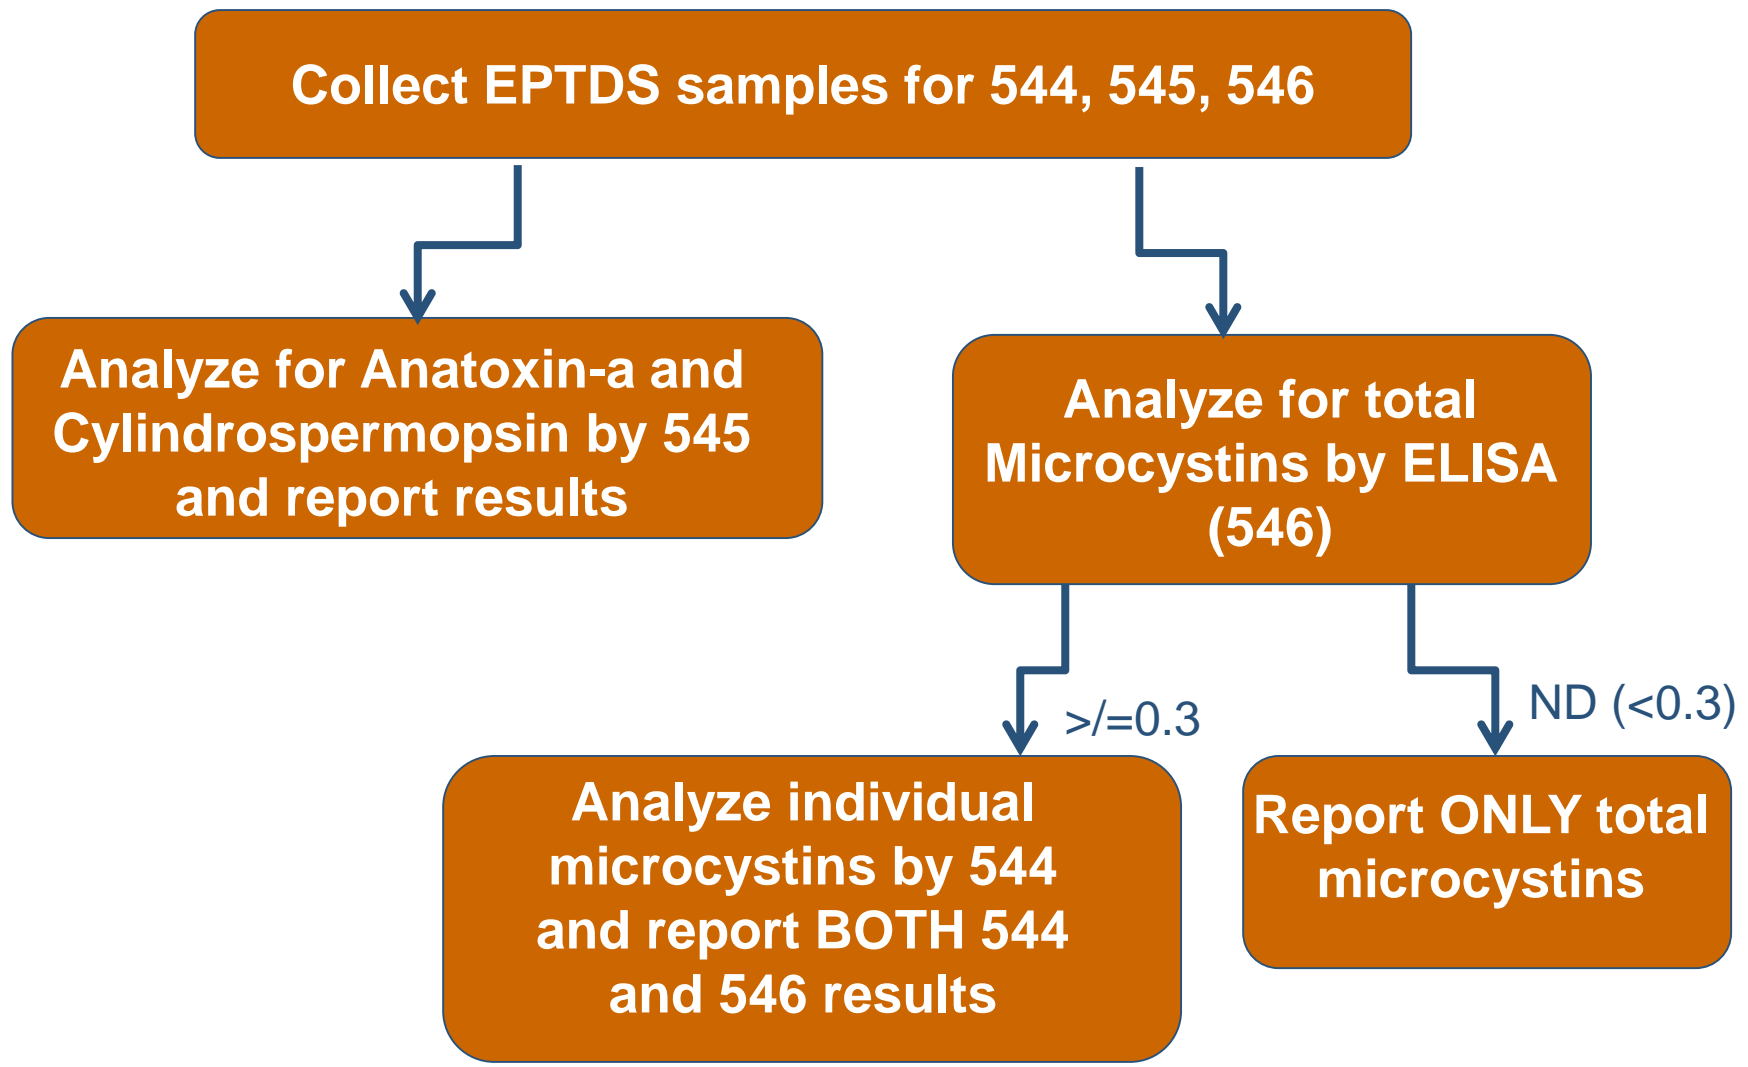 Collect EPTDS samples for 544, 545, 546
Analyze for Anatoxin-a and
Cylindrospermopsin by 545
and report results
Analyze for total
Microcystins by ELISA
(546)
>/=0.3
ND (<0.3)
Analyze individual
microcystins by 544
and report BOTH 544
and 546 results
Report ONLY total
microcystins